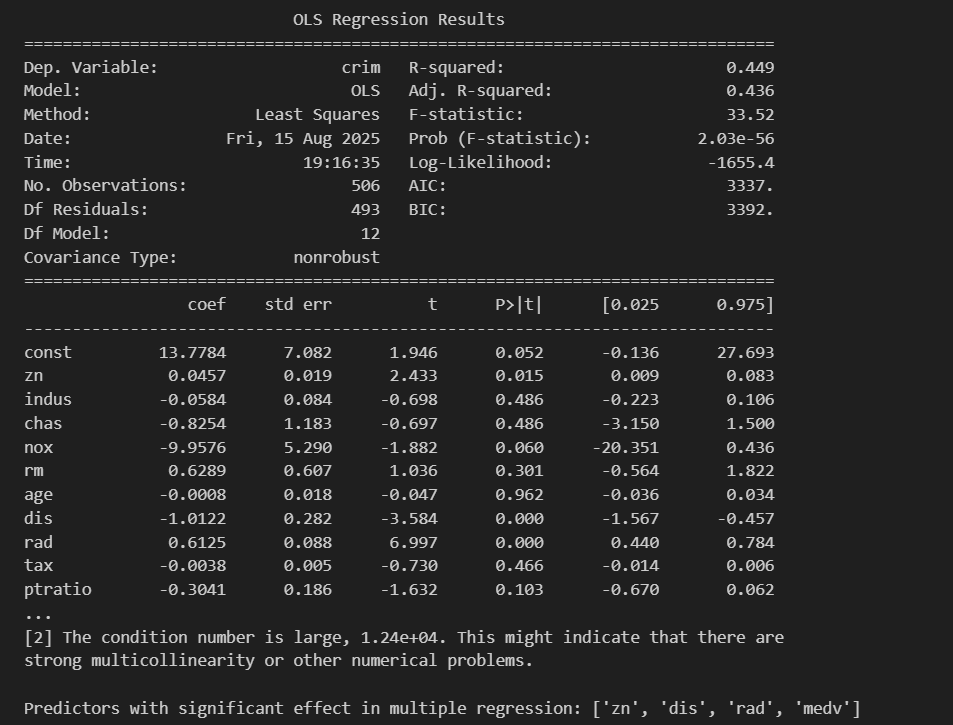 OLS Regression Results
==============================================================================
Dep. Variable:                   crim   R-squared:                       0.449
Model:                            OLS   Adj. R-squared:                  0.436
Method:                 Least Squares   F-statistic:                     33.52
Date:                Fri, 15 Aug 2025   Prob (F-statistic):           2.03e-56
Time:                        19:16:35   Log-Likelihood:                -1655.4
No. Observations:                 506   AIC:                             3337.
Df Residuals:                     493   BIC:                             3392.
Df Model:                          12
Covariance Type:            nonrobust
==============================================================================
                 coef    std err          t      P>|t|      [0.025      0.975]
------------------------------------------------------------------------------
const         13.7784      7.082      1.946      0.052      -0.136      27.693
zn             0.0457      0.019      2.433      0.015       0.009       0.083
indus         -0.0584      0.084     -0.698      0.486      -0.223       0.106
chas          -0.8254      1.183     -0.697      0.486      -3.150       1.500
nox           -9.9576      5.290     -1.882      0.060     -20.351       0.436
rm             0.6289      0.607      1.036      0.301      -0.564       1.822
age           -0.0008      0.018     -0.047      0.962      -0.036       0.034
dis           -1.0122      0.282     -3.584      0.000      -1.567      -0.457
rad            0.6125      0.088      6.997      0.000       0.440       0.784
tax           -0.0038      0.005     -0.730      0.466      -0.014       0.006
ptratio       -0.3041      0.186     -1.632      0.103      -0.670       0.062
...
[2] The condition number is large, 1.24e+04. This might indicate that there are
strong multicollinearity or other numerical problems.
Predictors with significant effect in multiple regression: ['zn', 'dis', 'rad', 'medv']